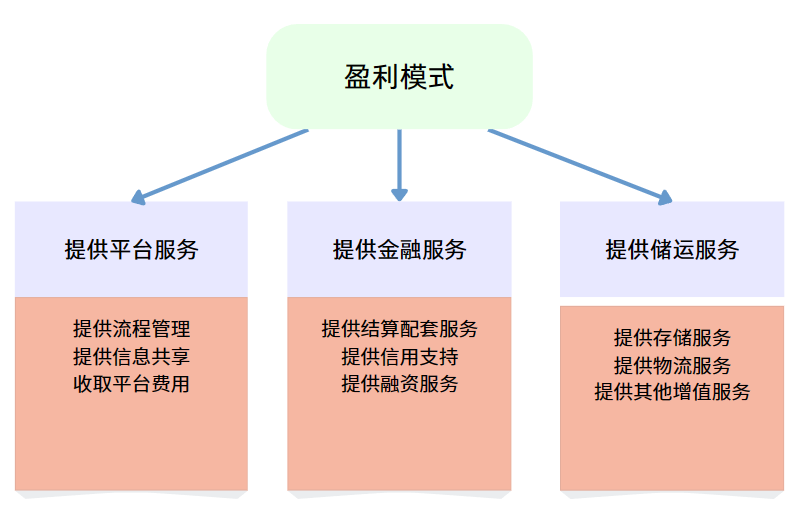 盈利模式
提供平台服务
提供流程管理
提供信息共享
收取平台费用
提供金融服务
提供结算配套服务
提供信用支持
提供融资服务
提供储运服务
提供存储服务
提供物流服务
提供其他增值服务